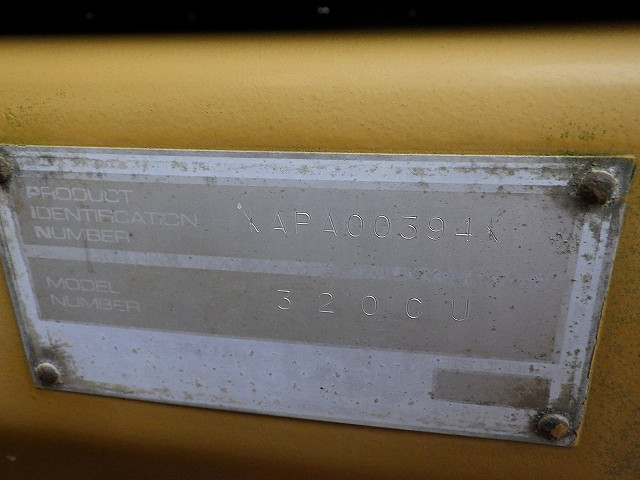 PRODUCT
IDENTIFICATION
NUMBER
*APA00394*
MODEL
NUMBER
320CU